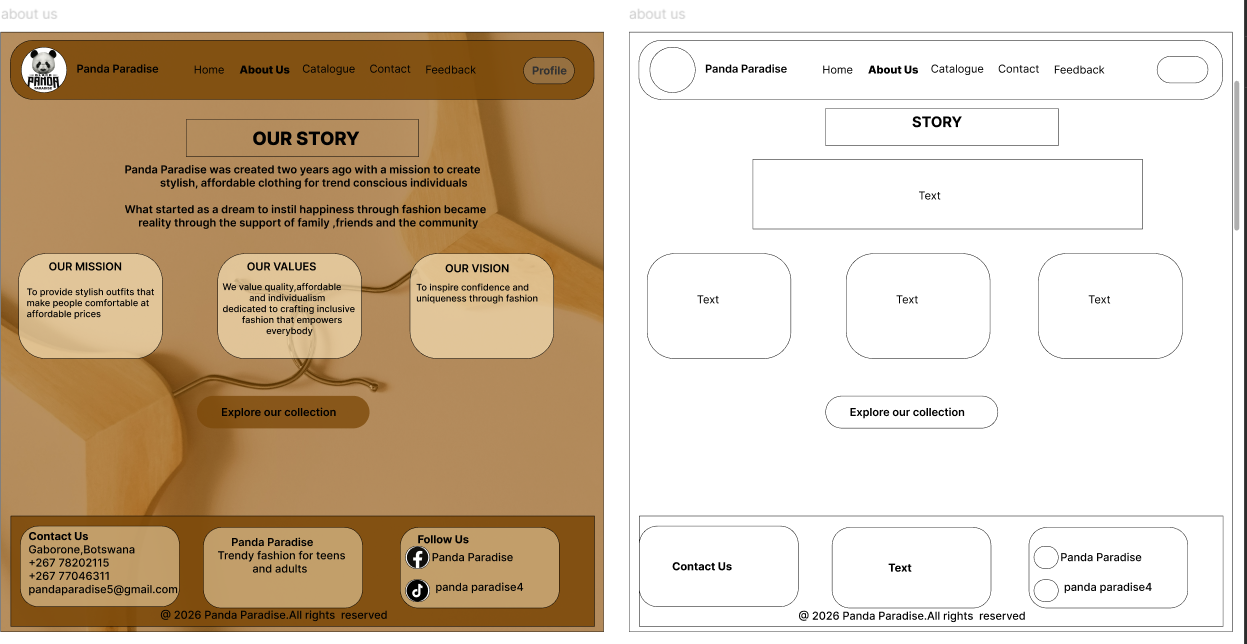 about us
PANDA
PARADISE
Panda Paradise
Home
About Us
Catalogue
Contact
Feedback
Profile
OUR STORY
Panda Paradise was created two years ago with a mission to create
stylish, affordable clothing for trend conscious individuals
What started as a dream to instil happiness through fashion became
reality through the support of family ,friends and the community
OUR MISSION
To provide stylish outfits that
make people comfortable at
affordable prices
OUR VALUES
We value quality,affordable
and individualism
dedicated to crafting inclusive
fashion that empowers
everybody
OUR VISION
To inspire confidence and
uniqueness through fashion
Explore our collection
Contact Us
Gaborone,Botswana
+267 78202115
+267 77046311
pandaparadise5@gmail.com
Panda Paradise
Trendy fashion for teens
and adults
Follow Us
Panda Paradise
panda paradise4
@ 2026 Panda Paradise.All rights  reserved
about us
Panda Paradise
Home
About Us
Catalogue
Contact
Feedback
STORY
Text
Text
Text
Text
Explore our collection
Contact Us
Text
Panda Paradise
panda paradise4
@ 2026 Panda Paradise.All rights  reserved